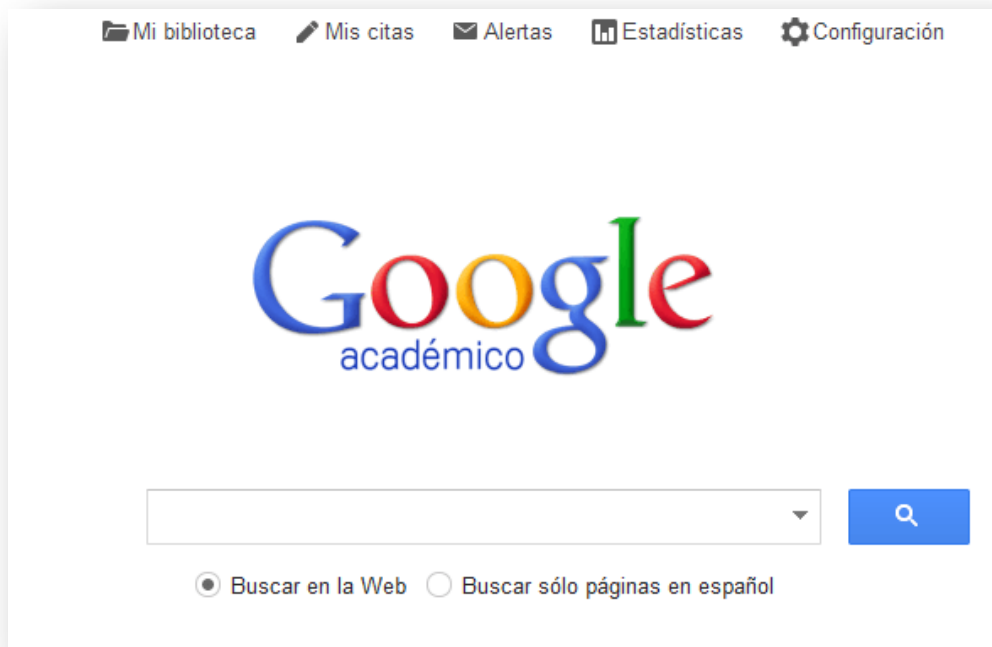 Mi biblioteca Mis citas Alertas Estadísticas Configuración
Google
académico
Buscar en la Web Buscar sólo páginas en español